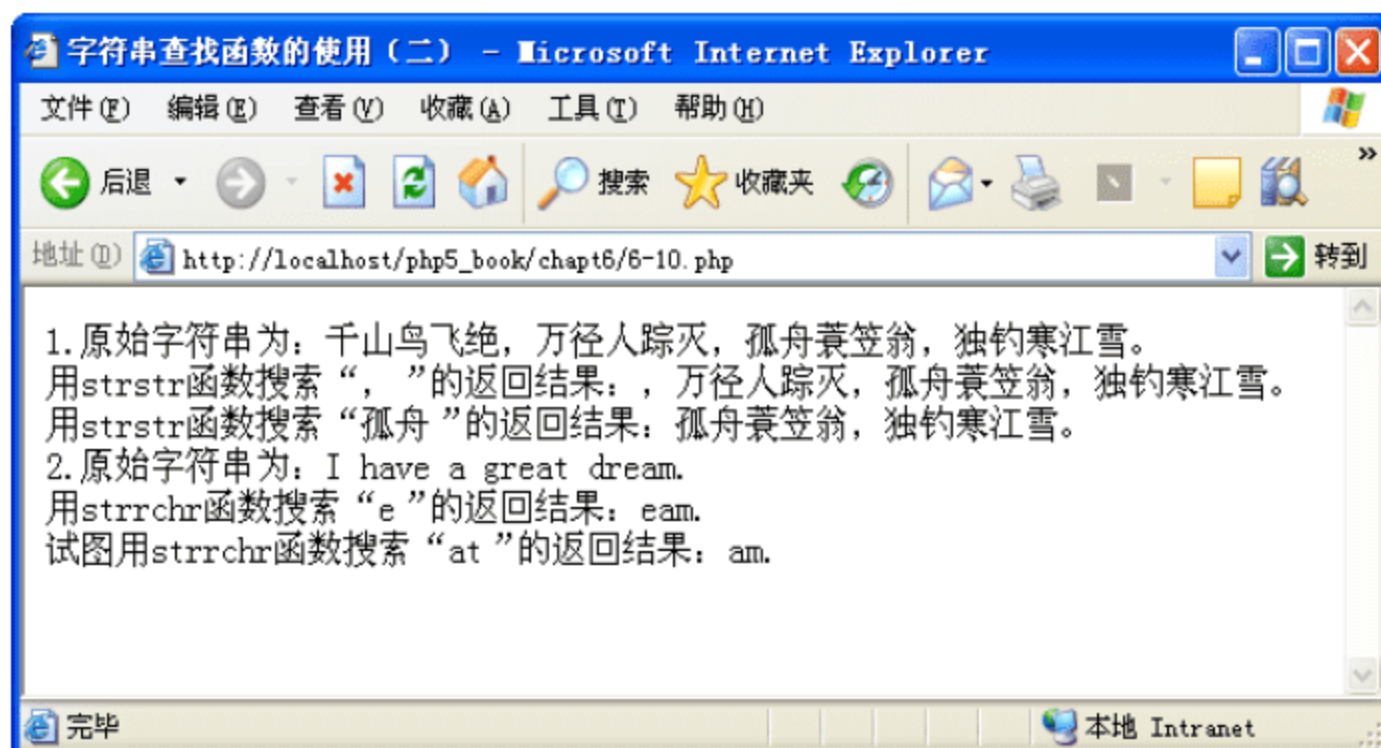 字符串查找函数的使用（二） - Microsoft Internet Explorer
文件(F) 编辑(E) 查看(V) 收藏(A) 工具(T) 帮助(H)
后退 搜索 收藏夹 »
地址(D) http://localhost/php5_book/chapt6/6-10.php 转到
1.原始字符串为：千山鸟飞绝，万径人踪灭，孤舟蓑笠翁，独钓寒江雪。
用strstr函数搜索“，”的返回结果：，万径人踪灭，孤舟蓑笠翁，独钓寒江雪。
用strstr函数搜索“孤舟 ”的返回结果：孤舟蓑笠翁，独钓寒江雪。
2.原始字符串为：I have a great dream.
用strrchr函数搜索“e ”的返回结果：eam.
试图用strrchr函数搜索“at ”的返回结果：am.
完毕 本地 Intranet